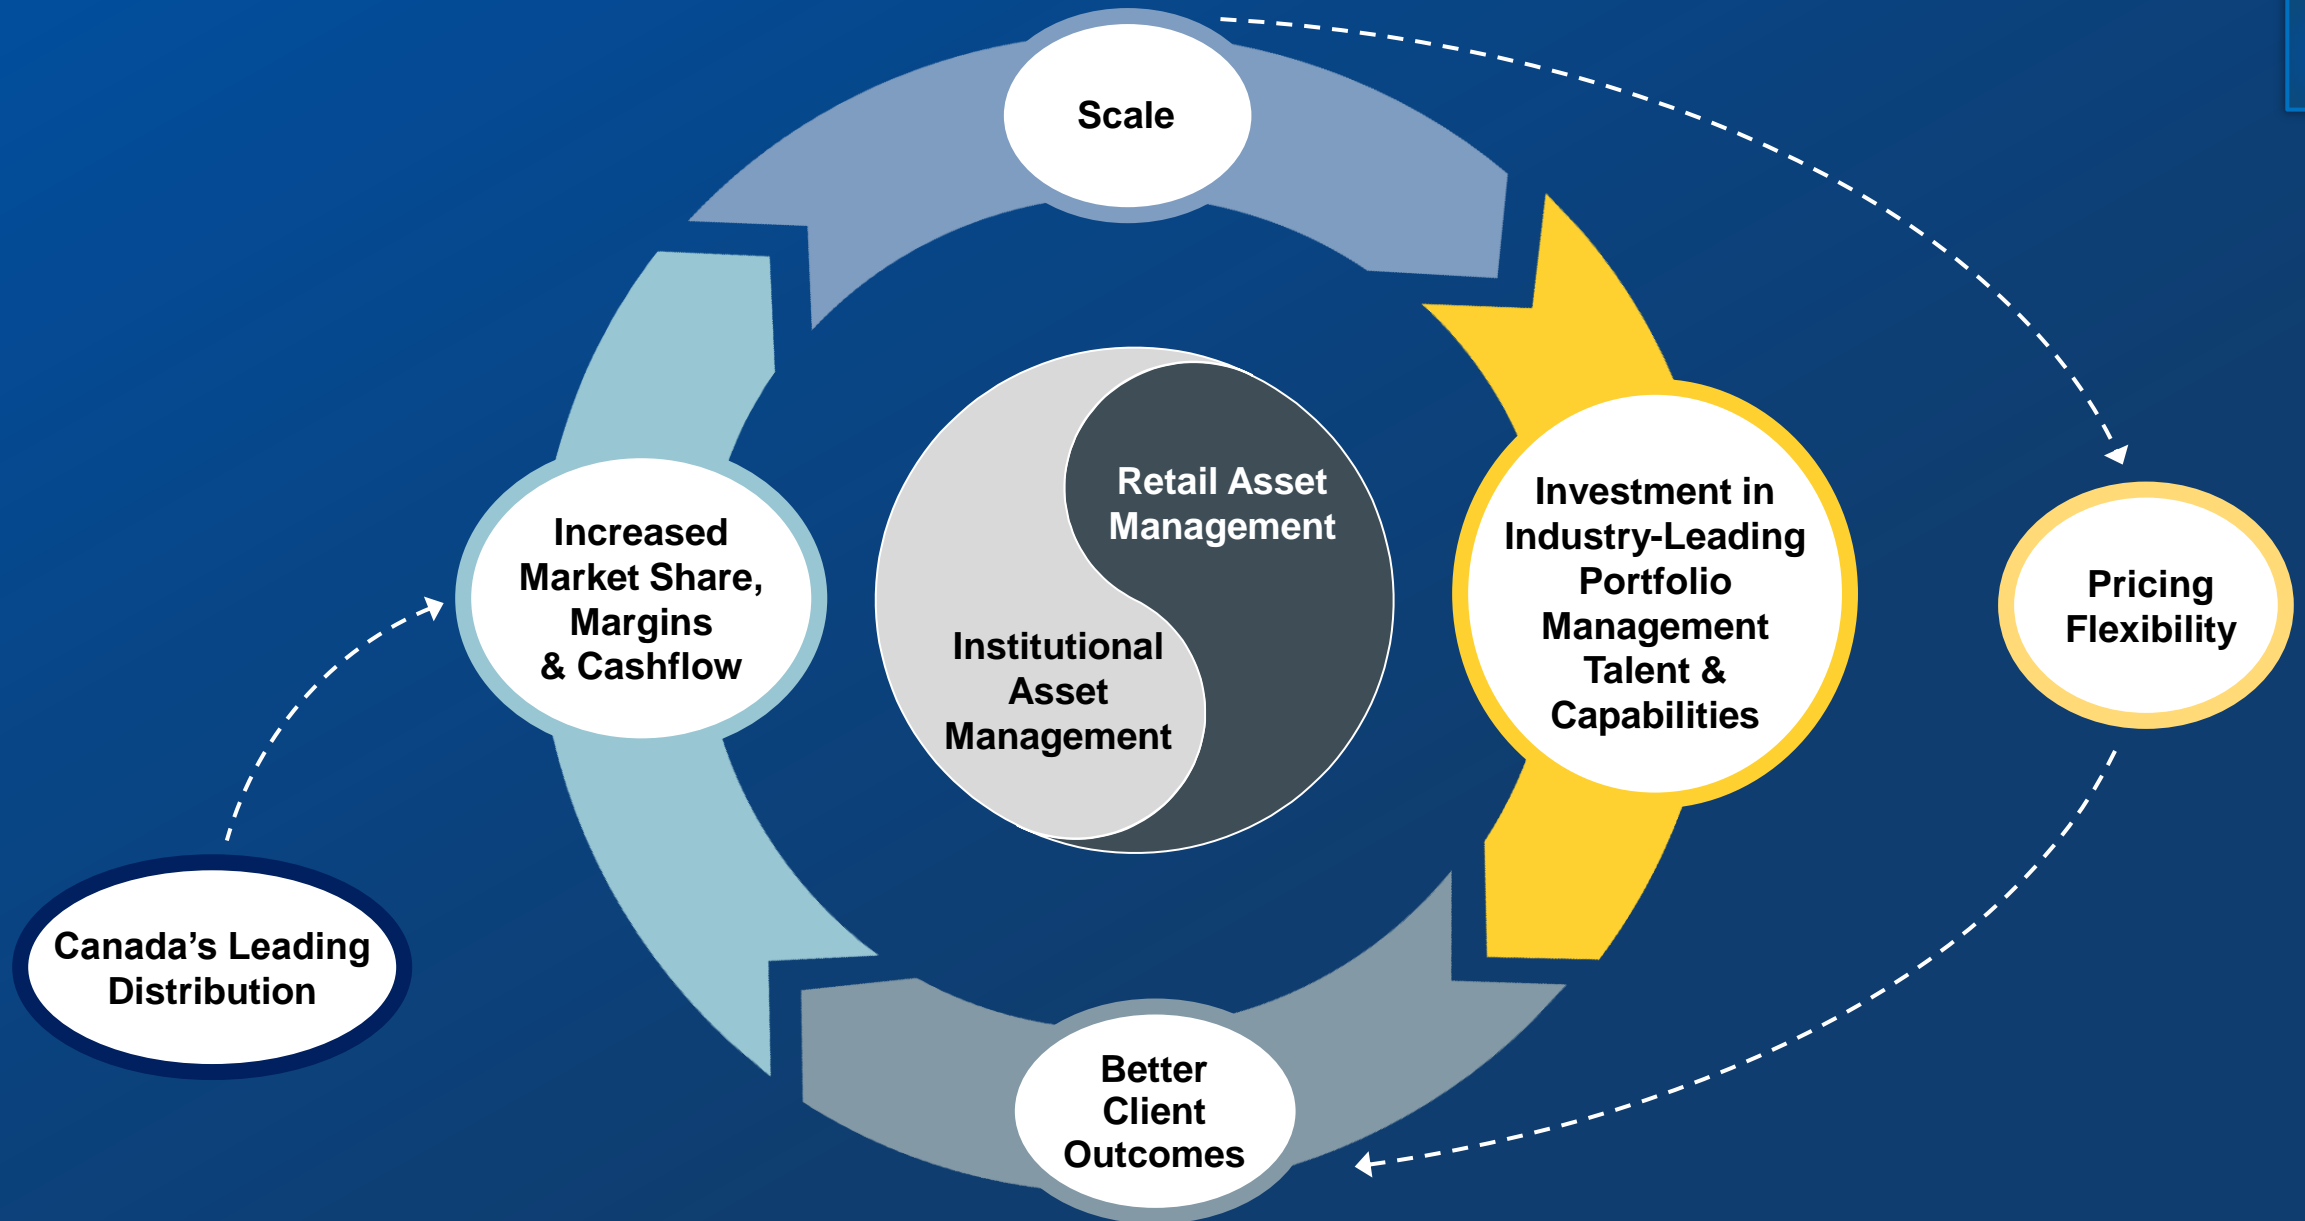 Scale
Retail Asset
Management
Institutional
Asset
Management
Increased
Market Share,
Margins
& Cashflow
Investment in
Industry-Leading
Portfolio
Management
Talent &
Capabilities
Pricing
Flexibility
Canada’s Leading
Distribution
Better
Client
Outcomes